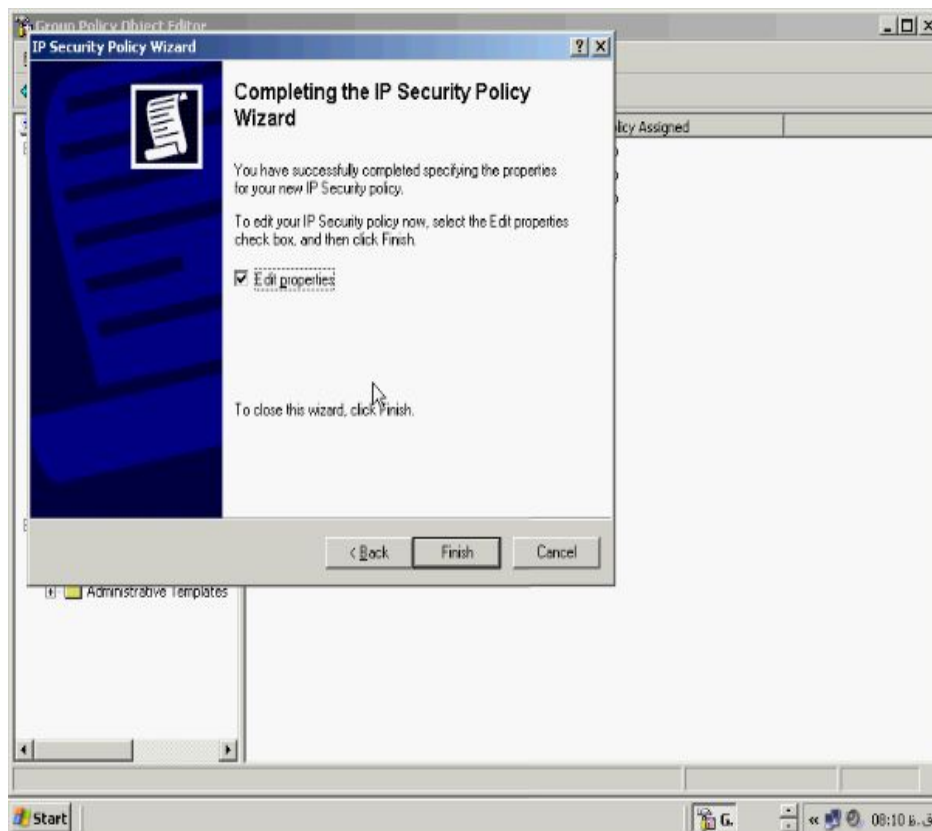 Group Policy Object Editor
IP Security Policy Wizard
Completing the IP Security Policy
Wizard
licy Assigned
You have successfully completed specifying the properties
for your new IP Security policy.
To edit your IP Security policy now, select the Edit properties
check box, and then click Finish.
Edit properties
To close this wizard, click Finish.
< Back
Finish
Cancel
Administrative Templates
Start
G.
08:10